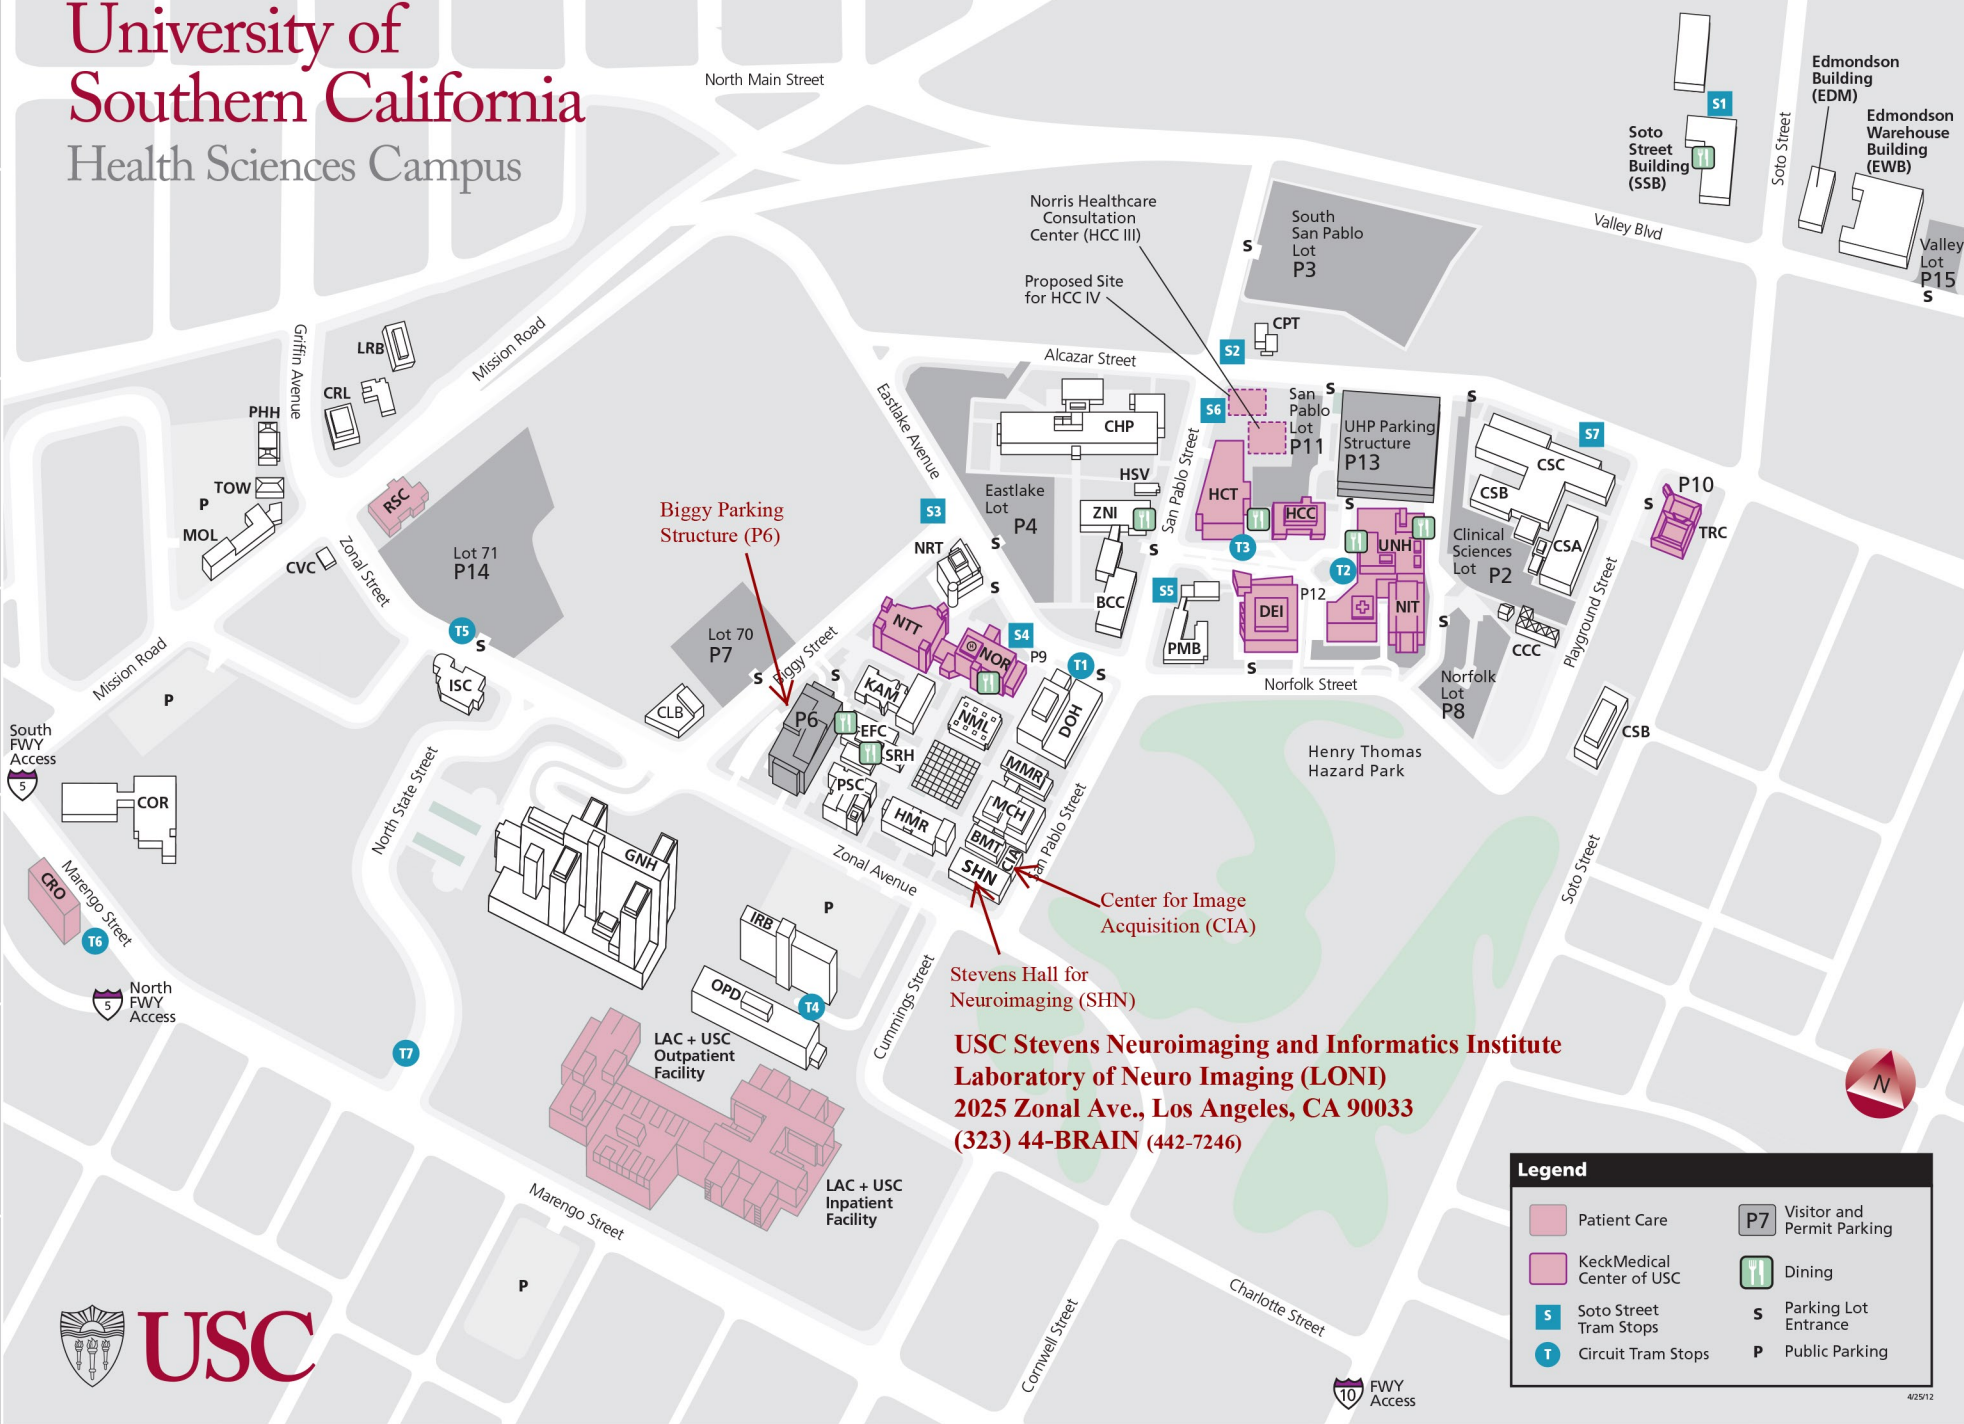 University of
Southern California
Health Sciences Campus
North Main Street
S1
Soto
Street
Building
(SSB)
Soto Street
Edmondson
Building
(EDM)
Edmondson
Warehouse
Building
(EWB)
Valley Blvd
Valley
Lot
P15
S
Norris Healthcare
Consultation
Center (HCC III)
Proposed Site
for HCC IV
S
South
San Pablo
Lot
P3
CPT
S2
Alcazar Street
Griffin Avenue
LRB
CRL
Mission Road
PHH
TOW
P
MOL
CVC
RSC
Zonal Street
Lot 71
P14
Eastlake Avenue
CHP
HSV
ZNI
San Pablo Street
S6
San
Pablo
Lot
P11
S
UHP Parking
Structure
P13
S
S
S7
CSC
CSB
CSA
Clinical
Sciences
Lot
P2
P10
S
TRC
HCT
HCC
UNH
T3
T2
S3
Eastlake
Lot
P4
S
S
S
NRT
BCC
S5
PMB
DEI
P12
NIT
S
CCC
Playground Street
Biggy Parking
Structure (P6)
T5
S
ISC
Lot 70
P7
S
Biggy Street
S
NTT
NOR
S4
P9
T1
S
S
Norfolk Street
Norfolk
Lot
P8
CSB
Henry Thomas
Hazard Park
Mission Road
P
South
FWY
Access
5
COR
CLB
P6
KAM
EFC
SRH
PSC
HMR
NML
DOH
MMR
MCH
BMT
CIA
SHN
San Pablo Street
North State Street
GNH
Zonal Avenue
P
Center for Image
Acquisition (CIA)
Stevens Hall for
Neuroimaging (SHN)
Soto Street
CRO
Marengo Street
T6
5
North
FWY
Access
T7
IRB
OPD
T4
Cummings Street
LAC + USC
Outpatient
Facility
USC Stevens Neuroimaging and Informatics Institute
Laboratory of Neuro Imaging (LONI)
2025 Zonal Ave., Los Angeles, CA 90033
(323) 44-BRAIN (442-7246)
N
LAC + USC
Inpatient
Facility
Marengo Street
P
Charlotte Street
Cornwell Street
10
FWY
Access
USC
Legend
Patient Care
KeckMedical
Center of USC
S
Soto Street
Tram Stops
T
Circuit Tram Stops
P7
Visitor and
Permit Parking
Dining
S
Parking Lot
Entrance
P
Public Parking
4/25/12